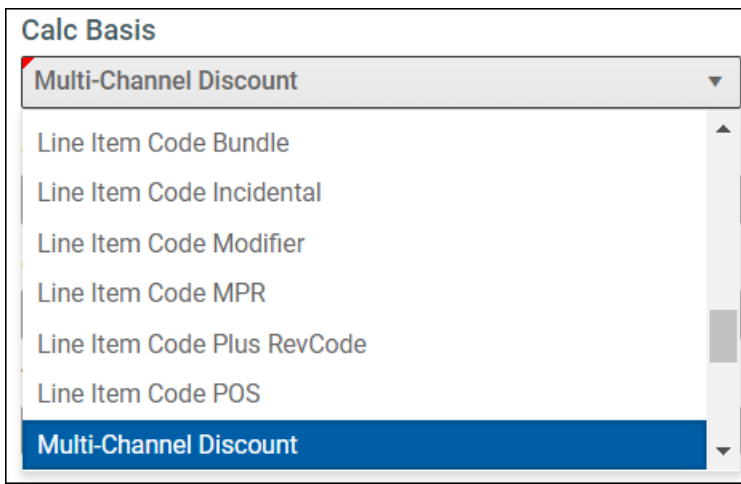 Calc Basis
Multi-Channel Discount
Line Item Code Bundle
Line Item Code Incidental
Line Item Code Modifier
Line Item Code MPR
Line Item Code Plus RevCode
Line Item Code POS
Multi-Channel Discount